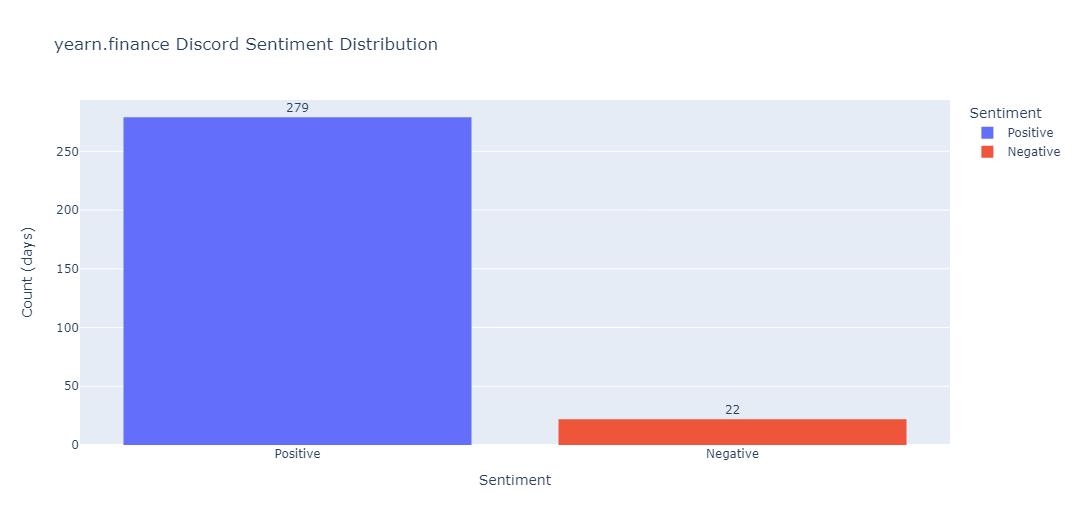 yearn.finance Discord Sentiment Distribution
279
Sentiment
Positive
Negative
250
200
150
100
50
0
Count (days)
22
Positive
Negative
Sentiment